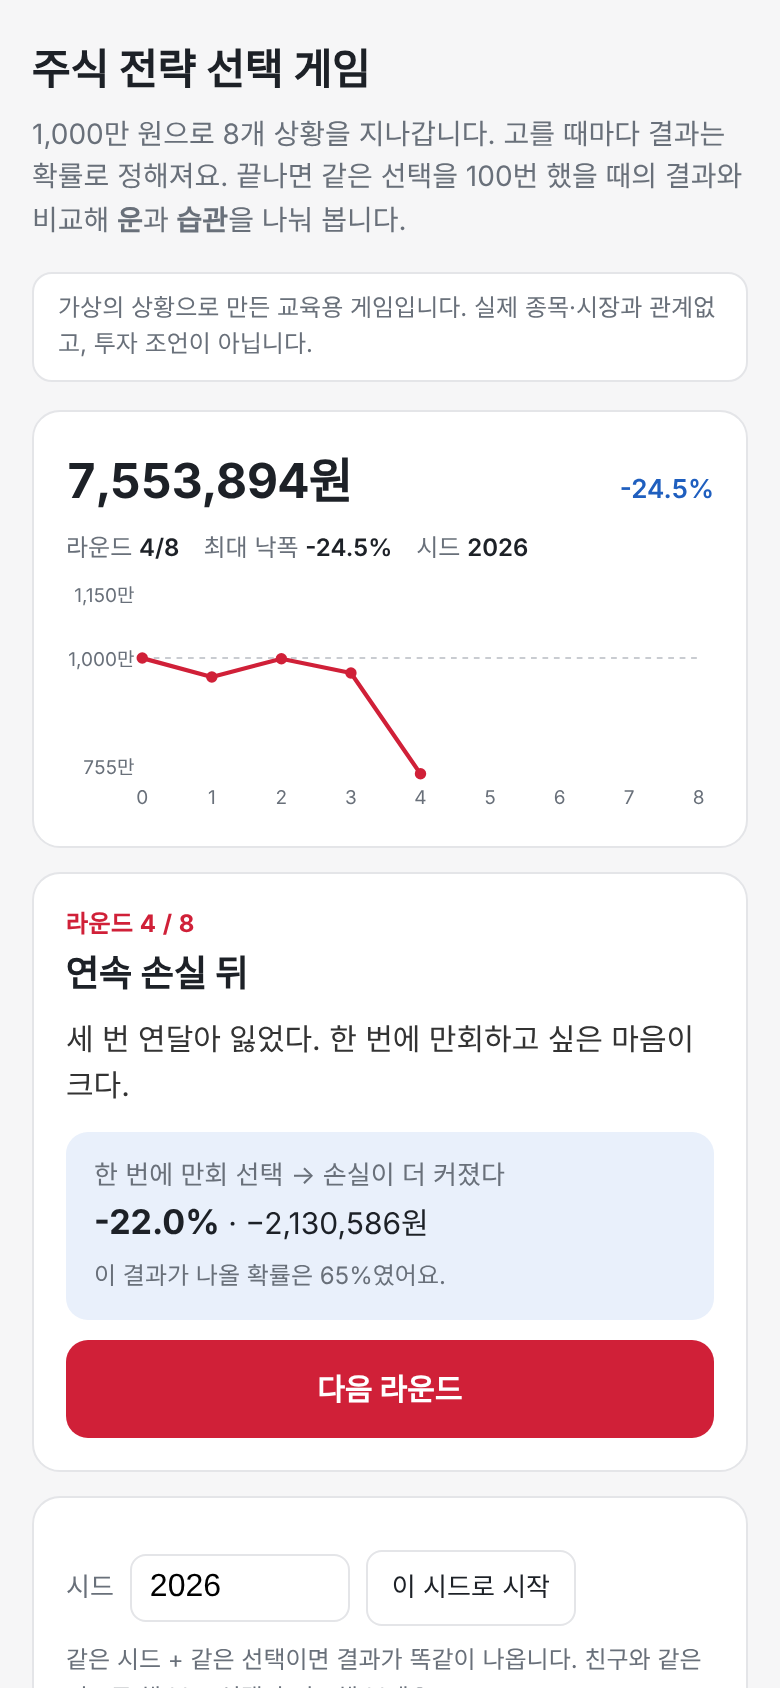 주식 전략 선택 게임
1,000만 원으로 8개 상황을 지나갑니다. 고를 때마다 결과는
확률로 정해져요. 끝나면 같은 선택을 100번 했을 때의 결과와
비교해 운과 습관을 나눠 봅니다.
가상의 상황으로 만든 교육용 게임입니다. 실제 종목·시장과 관계없
고, 투자 조언이 아닙니다.
7,553,894원
-24.5%
라운드 4/8 최대 낙폭 -24.5% 시드 2026
1,150만
1,000만
755만
0 1 2 3 4 5 6 7 8
라운드 4 / 8
연속 손실 뒤
세 번 연달아 잃었다. 한 번에 만회하고 싶은 마음이
크다.
한 번에 만회 선택 → 손실이 더 커졌다
-22.0% · −2,130,586원
이 결과가 나올 확률은 65%였어요.
다음 라운드
시드 2026 이 시드로 시작
같은 시드 + 같은 선택이면 결과가 똑같이 나옵니다. 친구와 같은